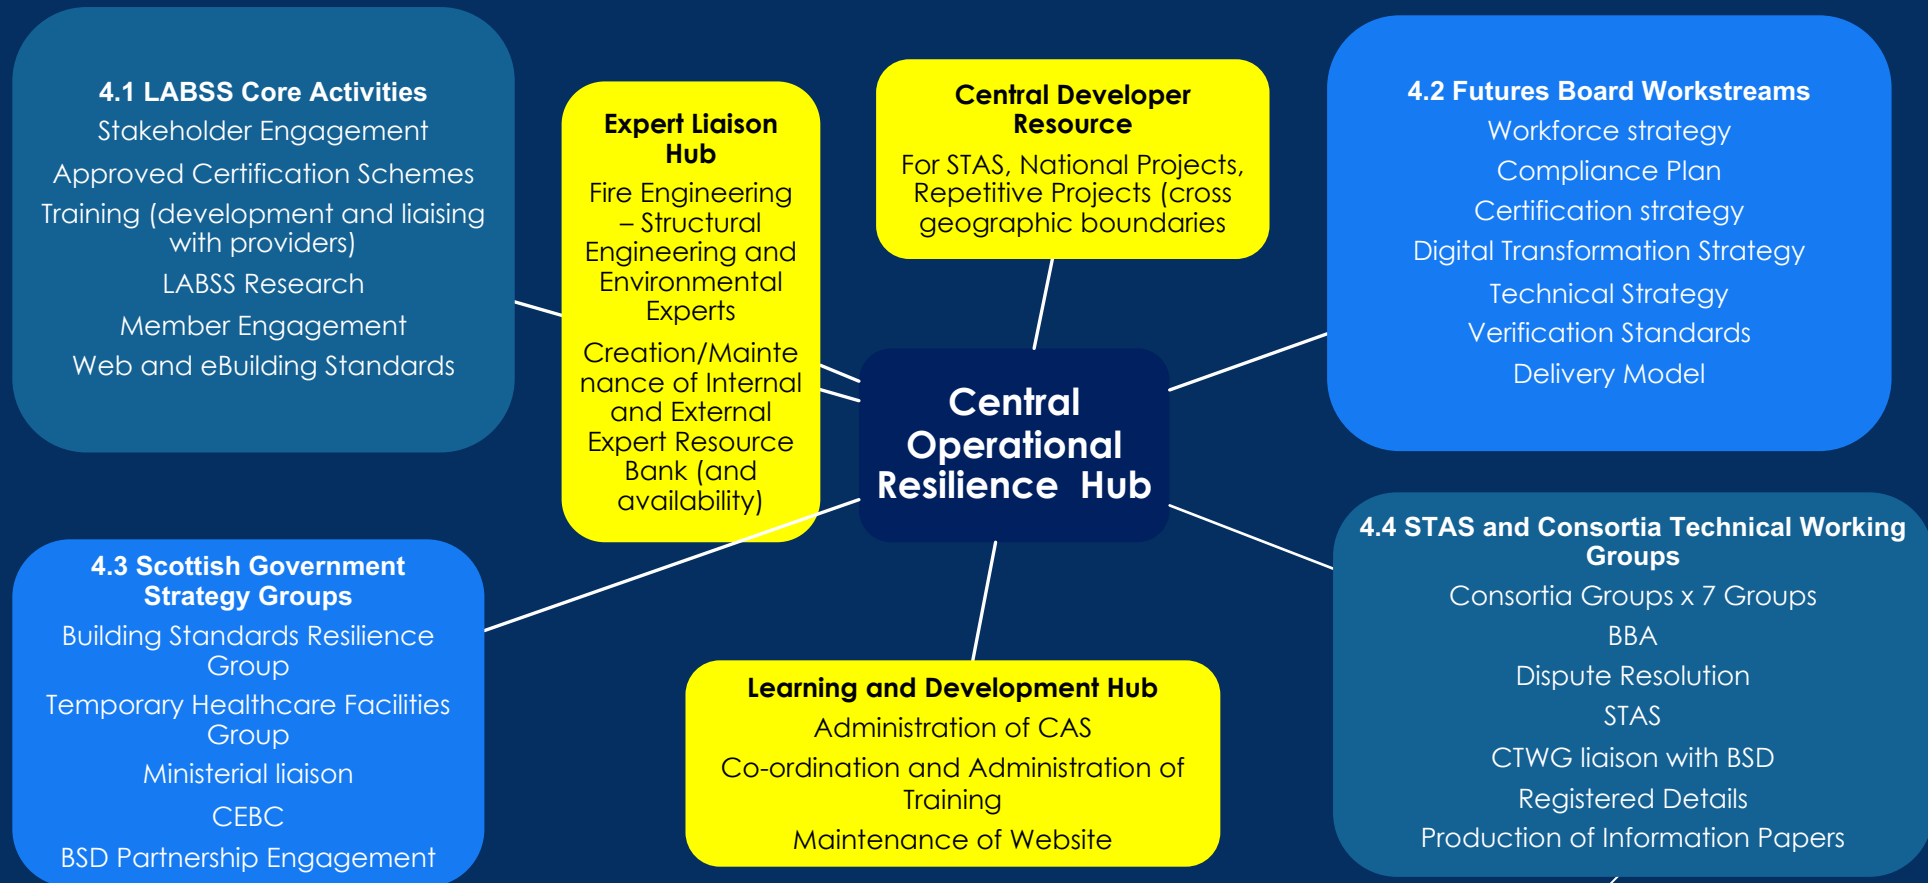 4.1 LABSS Core Activities
Stakeholder Engagement
Approved Certification Schemes
Training (development and liaising
with providers)
LABSS Research
Member Engagement
Web and eBuilding Standards
Expert Liaison
Hub
Fire Engineering
– Structural
Engineering and
Environmental
Experts
Creation/Mainte
nance of Internal
and External
Expert Resource
Bank (and
availability)
Central Developer
Resource
For STAS, National Projects,
Repetitive Projects (cross
geographic boundaries
4.2 Futures Board Workstreams
Workforce strategy
Compliance Plan
Certification strategy
Digital Transformation Strategy
Technical Strategy
Verification Standards
Delivery Model
Central
Operational
Resilience Hub
4.3 Scottish Government
Strategy Groups
Building Standards Resilience
Group
Temporary Healthcare Facilities
Group
Ministerial liaison
CEBC
BSD Partnership Engagement
Learning and Development Hub
Administration of CAS
Co-ordination and Administration of
Training
Maintenance of Website
4.4 STAS and Consortia Technical Working
Groups
Consortia Groups x 7 Groups
BBA
Dispute Resolution
STAS
CTWG liaison with BSD
Registered Details
Production of Information Papers